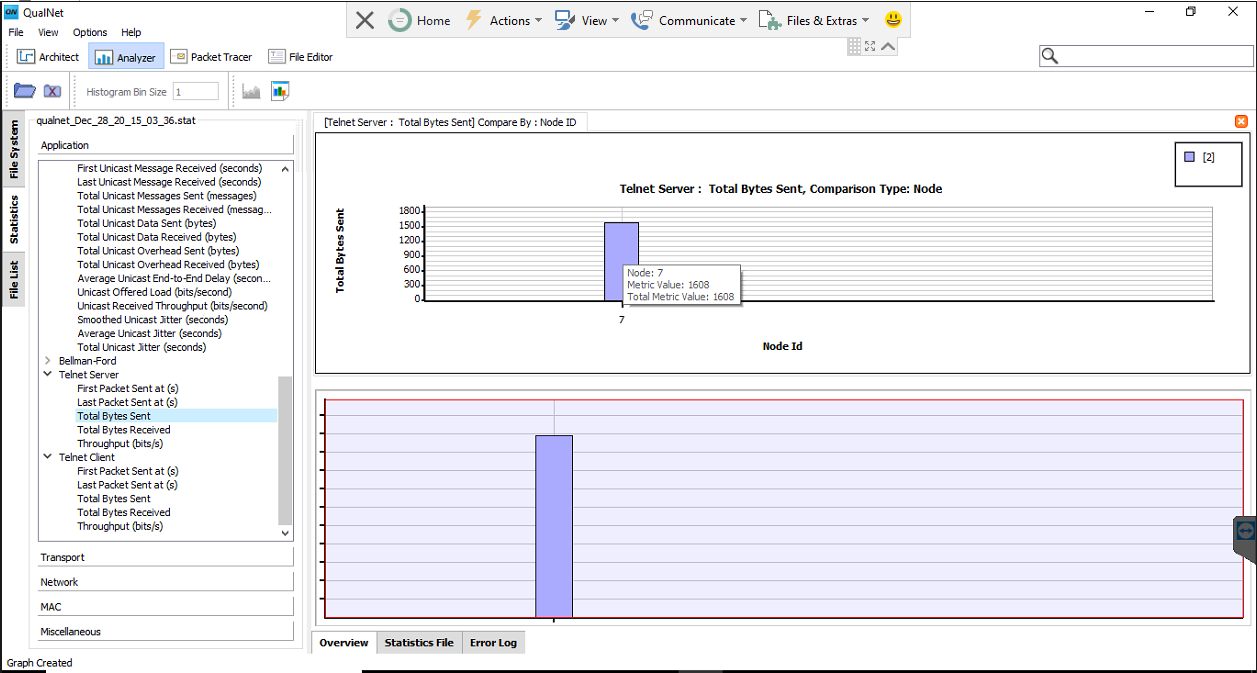 QN QualNet
File View Options Help
Home Actions View Communicate Files & Extras
Architect Analyzer Packet Tracer File Editor
Histogram Bin Size 1
File System
Statistics
File List
qualnet_Dec_28_20_15_03_36.stat
Application
First Unicast Message Received (seconds)
Last Unicast Message Received (seconds)
Total Unicast Messages Sent (messages)
Total Unicast Messages Received (messag...
Total Unicast Data Sent (bytes)
Total Unicast Data Received (bytes)
Total Unicast Overhead Sent (bytes)
Total Unicast Overhead Received (bytes)
Average Unicast End-to-End Delay (secon...
Unicast Offered Load (bits/second)
Unicast Received Throughput (bits/second)
Smoothed Unicast Jitter (seconds)
Average Unicast Jitter (seconds)
Total Unicast Jitter (seconds)
Bellman-Ford
Telnet Server
First Packet Sent at (s)
Last Packet Sent at (s)
Total Bytes Sent
Total Bytes Received
Throughput (bits/s)
Telnet Client
First Packet Sent at (s)
Last Packet Sent at (s)
Total Bytes Sent
Total Bytes Received
Throughput (bits/s)
Transport
Network
MAC
Miscellaneous
[Telnet Server : Total Bytes Sent] Compare By : Node ID
[2]
Telnet Server : Total Bytes Sent, Comparison Type: Node
Total Bytes Sent
1800
1500
1200
900
600
300
0
Node: 7
Metric Value: 1608
Total Metric Value: 1608
7
Node Id
Overview Statistics File Error Log
Graph Created